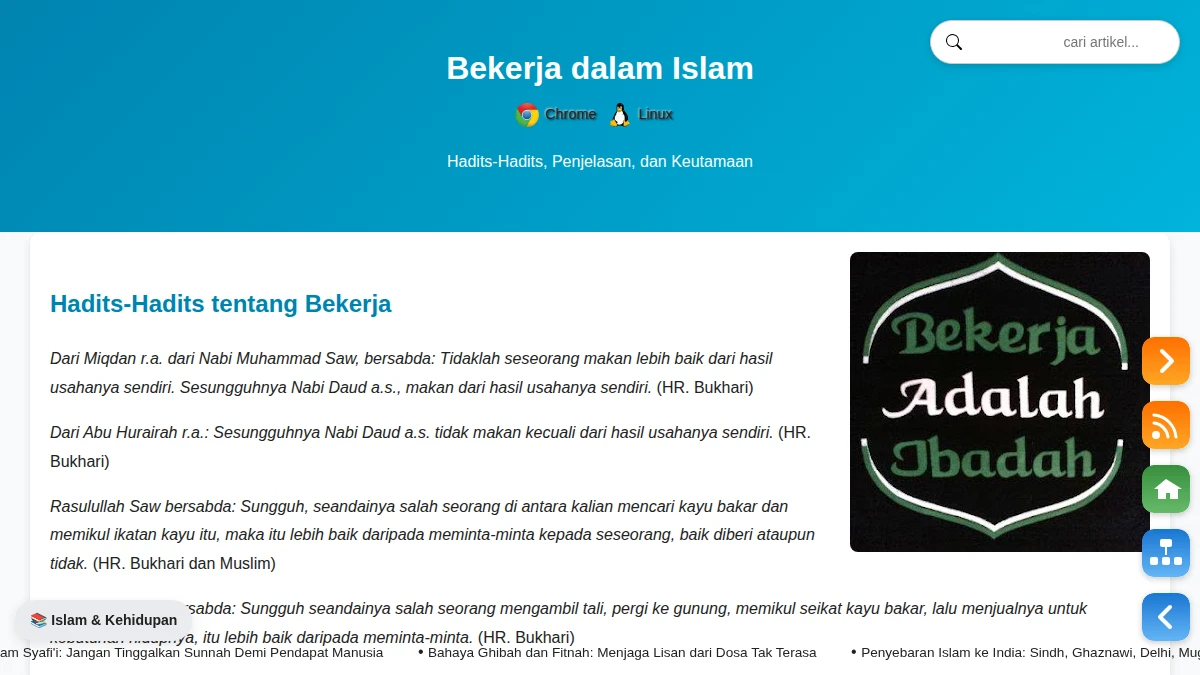 cari artikel...
Bekerja dalam Islam
Chrome Linux
Hadits-Hadits, Penjelasan, dan Keutamaan
Hadits-Hadits tentang Bekerja
Dari Miqdan r.a. dari Nabi Muhammad Saw, bersabda: Tidaklah seseorang makan lebih baik dari hasil
usahanya sendiri. Sesungguhnya Nabi Daud a.s., makan dari hasil usahanya sendiri. (HR. Bukhari)
Dari Abu Hurairah r.a.: Sesungguhnya Nabi Daud a.s. tidak makan kecuali dari hasil usahanya sendiri. (HR.
Bukhari)
Rasulullah Saw bersabda: Sungguh, seandainya salah seorang di antara kalian mencari kayu bakar dan
memikul ikatan kayu itu, maka itu lebih baik daripada meminta-minta kepada seseorang, baik diberi ataupun
tidak. (HR. Bukhari dan Muslim)
Bekerja
Adalah
Ibadah
bersabda: Sungguh seandainya salah seorang mengambil tali, pergi ke gunung, memikul seikat kayu bakar, lalu menjualnya untuk
kebutuhan hidupnya, itu lebih baik daripada meminta-minta. (HR. Bukhari)
📚 Islam & Kehidupan
am Syafi'i: Jangan Tinggalkan Sunnah Demi Pendapat Manusia • Bahaya Ghibah dan Fitnah: Menjaga Lisan dari Dosa Tak Terasa • Penyebaran Islam ke India: Sindh, Ghaznawi, Delhi,